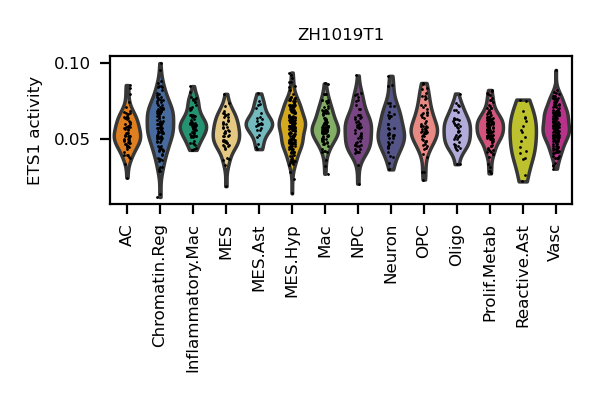 ZH1019T1
ETS1 activity
0.10
0.05
AC
Chromatin.Reg
Inflammatory.Mac
MES
MES.Ast
MES.Hyp
Mac
NPC
Neuron
OPC
Oligo
Prolif.Metab
Reactive.Ast
Vasc